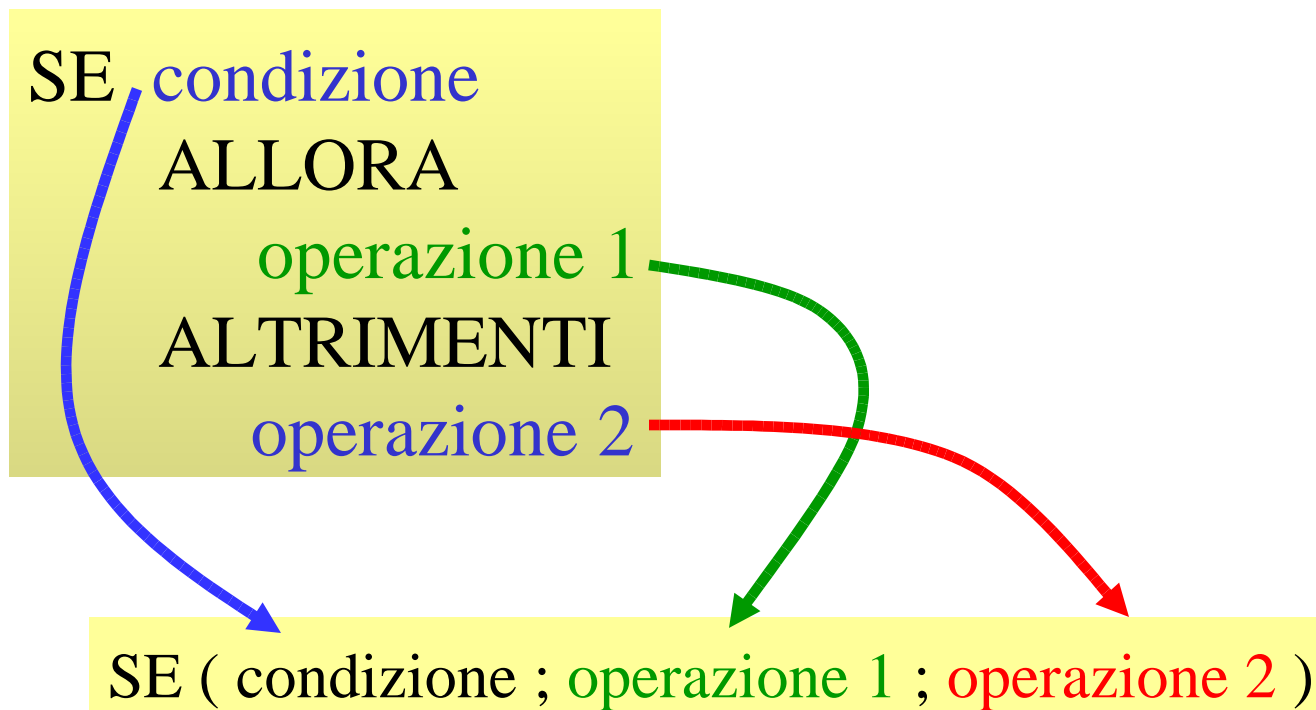 SE condizione
ALLORA
operazione 1
ALTRIMENTI
operazione 2
SE ( condizione ; operazione 1 ; operazione 2 )